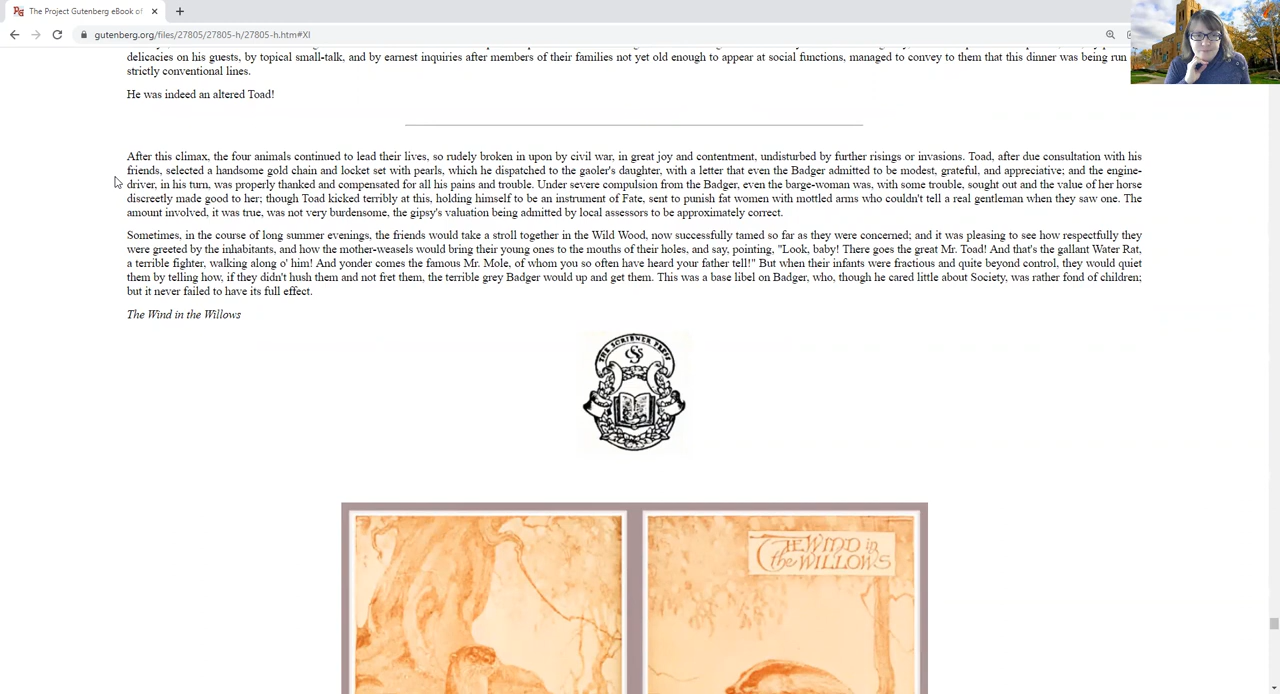 The Project Gutenberg eBook of
gutenberg.org/files/27805/27805-h/27805-h.htm#XI
delicacies on his guests, by topical small-talk, and by earnest inquiries after members of their families not yet old enough to appear at social functions, managed to convey to them that this dinner was being run
strictly conventional lines.
He was indeed an altered Toad!
After this climax, the four animals continued to lead their lives, so rudely broken in upon by civil war, in great joy and contentment, undisturbed by further risings or invasions. Toad, after due consultation with his
friends, selected a handsome gold chain and locket set with pearls, which he dispatched to the gaoler's daughter, with a letter that even the Badger admitted to be modest, grateful, and appreciative; and the engine-
driver, in his turn, was properly thanked and compensated for all his pains and trouble. Under severe compulsion from the Badger, even the barge-woman was, with some trouble, sought out and the value of her horse
discreetly made good to her; though Toad kicked terribly at this, holding himself to be an instrument of Fate, sent to punish fat women with mottled arms who couldn't tell a real gentleman when they saw one. The
amount involved, it was true, was not very burdensome, the gipsy's valuation being admitted by local assessors to be approximately correct.
Sometimes, in the course of long summer evenings, the friends would take a stroll together in the Wild Wood, now successfully tamed so far as they were concerned; and it was pleasing to see how respectfully they
were greeted by the inhabitants, and how the mother-weasels would bring their young ones to the mouths of their holes, and say, pointing, "Look, baby! There goes the great Mr. Toad! And that's the gallant Water Rat,
a terrible fighter, walking along o' him! And yonder comes the famous Mr. Mole, of whom you so often have heard your father tell!" But when their infants were fractious and quite beyond control, they would quiet
them by telling how, if they didn't hush them and not fret them, the terrible grey Badger would up and get them. This was a base libel on Badger, who, though he cared little about Society, was rather fond of children;
but it never failed to have its full effect.
The Wind in the Willows
THE SCRIBNER PRESS
THE WIND in
the WILLOWS